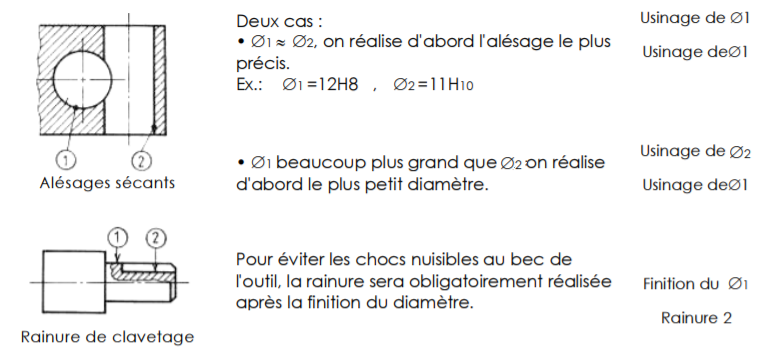 Deux cas :
• Ø1 ≈ Ø2, on réalise d'abord l'alésage le plus
précis.
Ex.: Ø1 =12H8 , Ø2=11H10
Usinage de Ø1
Usinage deØ1
1
2
Alésages sécants
• Ø1 beaucoup plus grand que Ø2 on réalise
d'abord le plus petit diamètre.
Usinage de Ø2
Usinage deØ1
1
2
Rainure de clavetage
Pour éviter les chocs nuisibles au bec de
l'outil, la rainure sera obligatoirement réalisée
après la finition du diamètre.
Finition du Ø1
Rainure 2